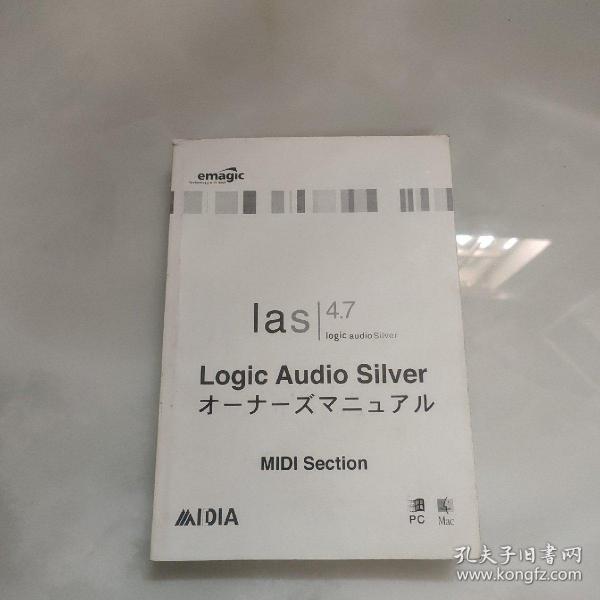 emagic
las 4.7
logic audio Silver
Logic Audio Silver
オーナーズマニュアル
MIDI Section
MIDIA
PC Mac
孔夫子旧书网
www.kongfz.com